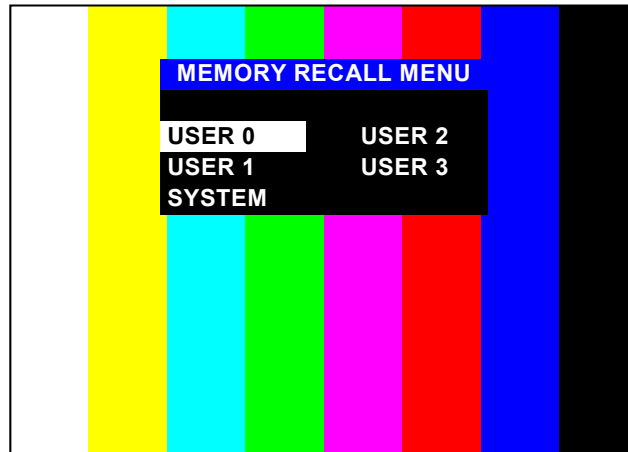 MEMORY RECALL MENU
USER 0 USER 2
USER 1 USER 3
SYSTEM